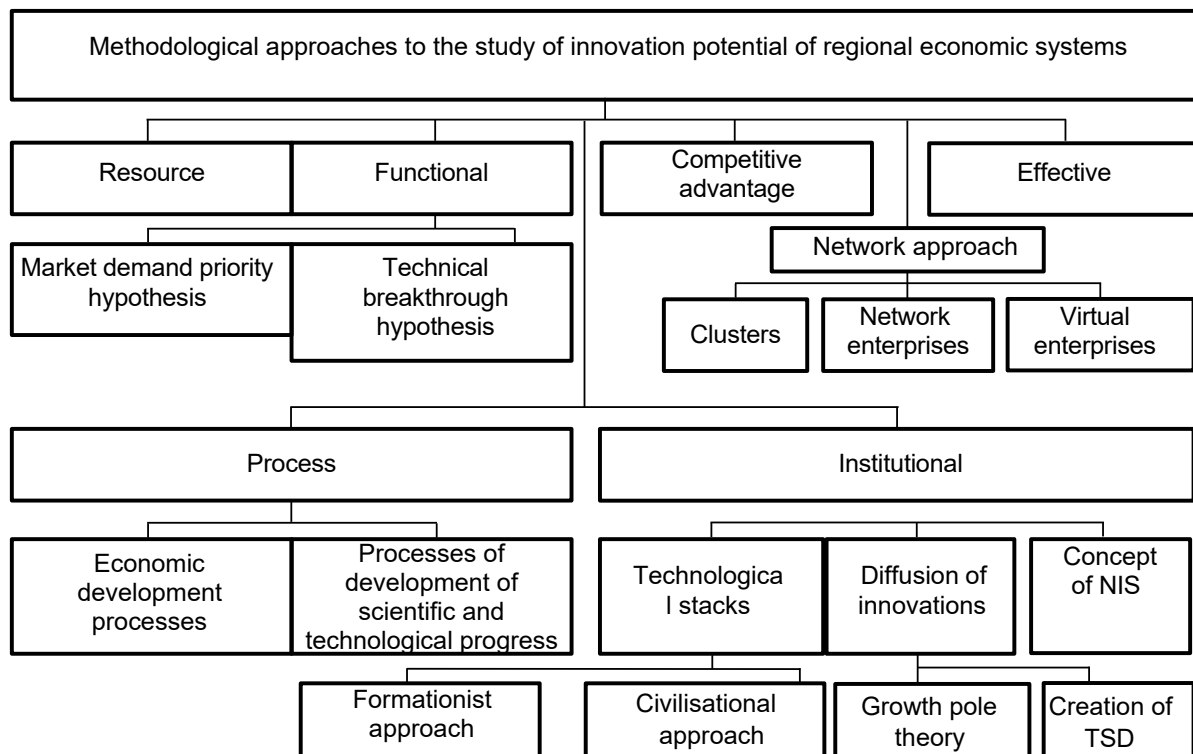 Methodological approaches to the study of innovation potential of regional economic systems
Resource
Functional
Competitive
advantage
Effective
Market demand priority
hypothesis
Technical
breakthrough
hypothesis
Network approach
Clusters
Network
enterprises
Virtual
enterprises
Process
Institutional
Economic
development
processes
Processes of
development of
scientific and
technological progress
Technologica
l stacks
Diffusion of
innovations
Concept
of NIS
Formationist
approach
Civilisational
approach
Growth pole
theory
Creation of
TSD